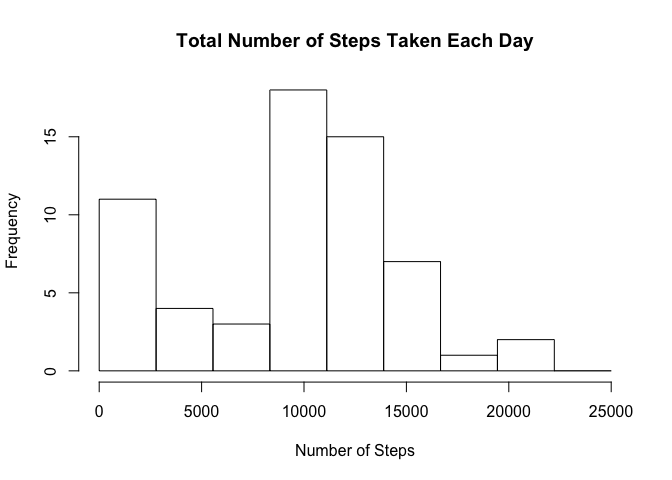 Total Number of Steps Taken Each Day
Frequency
15
10
5
0
0 5000 10000 15000 20000 25000
Number of Steps